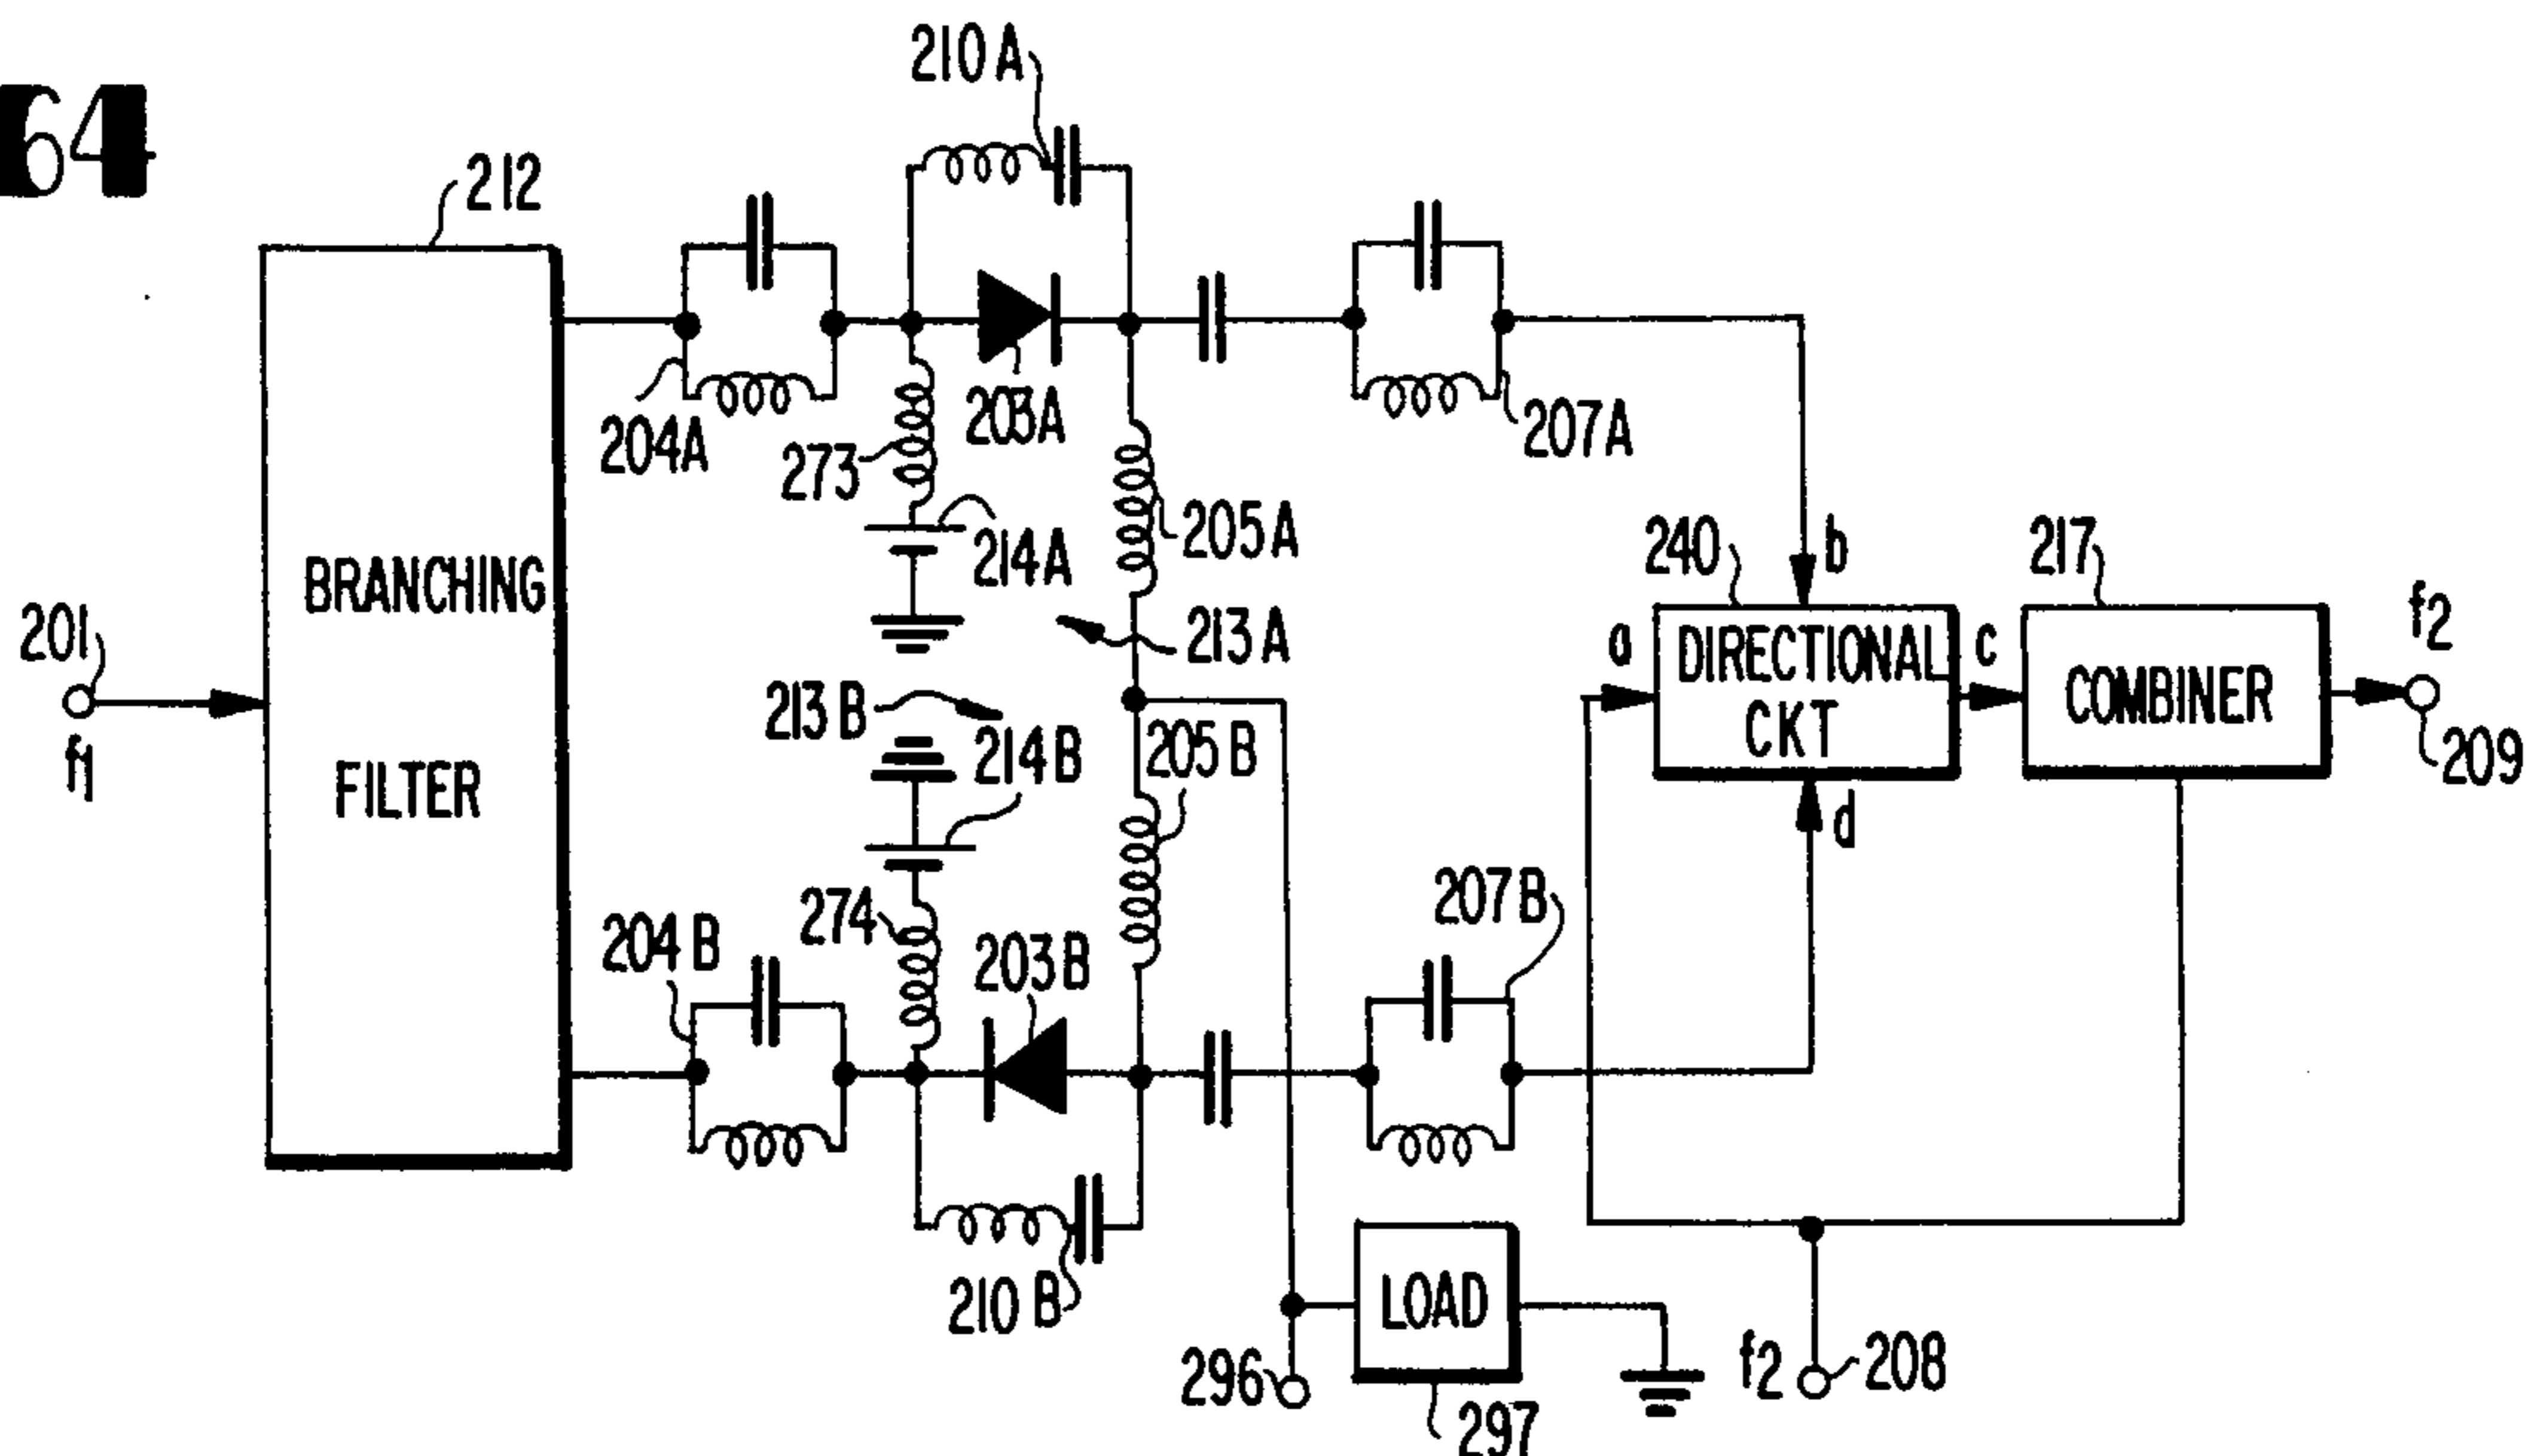 64
210A
212
204A
203A
273
207A
214A
205A
213A
240
b
217
f2
201
a
DIRECTIONAL
CKT
c
COMBINER
BRANCHING
FILTER
f1
213B
214B
205B
d
209
204B
274
203B
207B
210B
LOAD
296
297
f2
208